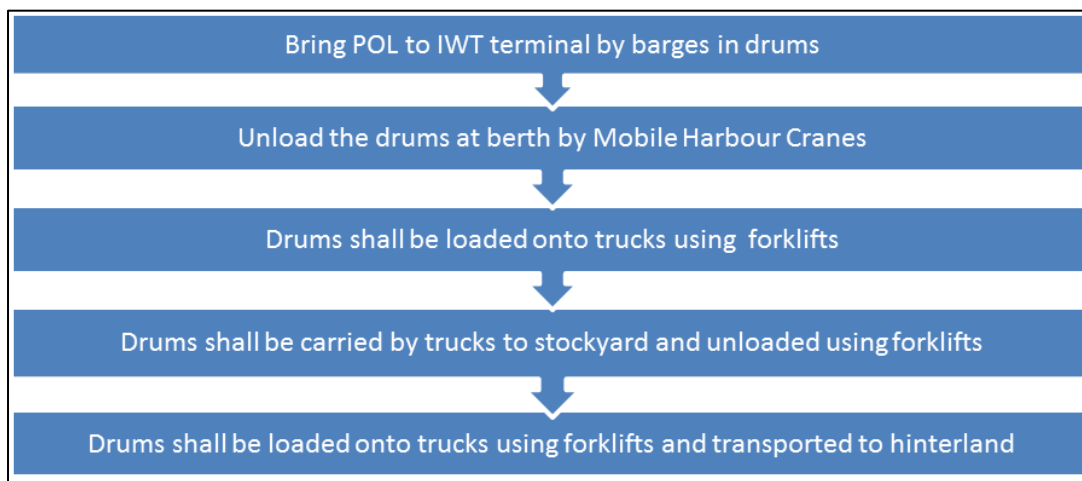 Bring POL to IWT terminal by barges in drums
Unload the drums at berth by Mobile Harbour Cranes
Drums shall be loaded onto trucks using forklifts
Drums shall be carried by trucks to stockyard and unloaded using forklifts
Drums shall be loaded onto trucks using forklifts and transported to hinterland